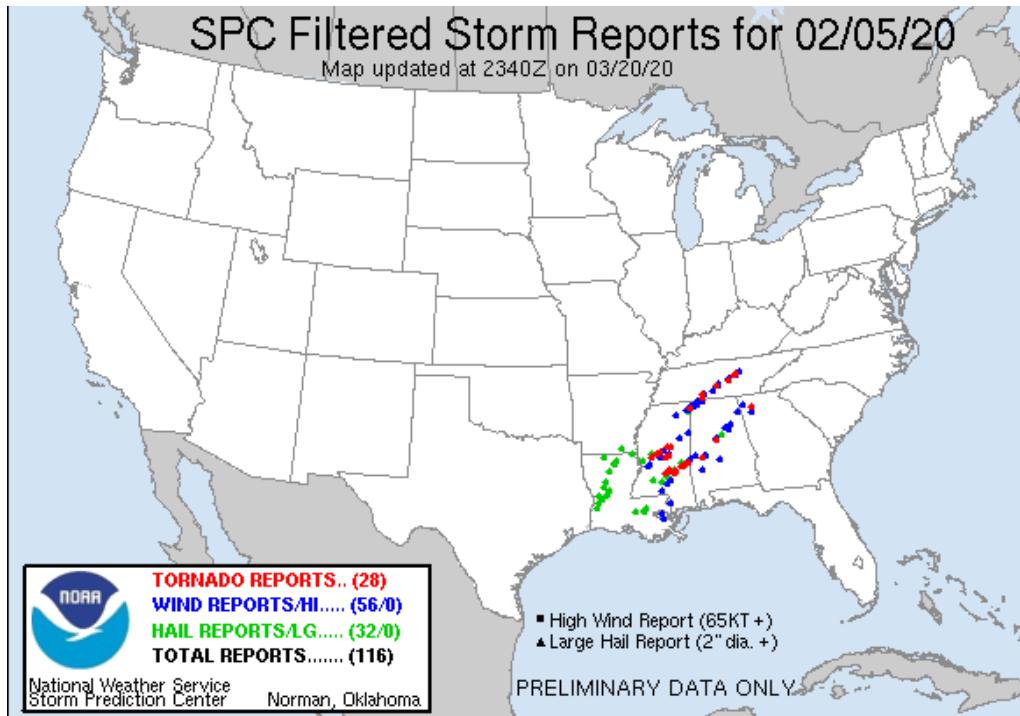 SPC Filtered Storm Reports for 02/05/20
Map updated at 2340Z on 03/20/20
NOAA
TORNADO REPORTS.. (28)
WIND REPORTS/HI..... (56/0)
HAIL REPORTS/LG..... (32/0)
TOTAL REPORTS....... (116)
National Weather Service
Storm Prediction Center Norman, Oklahoma
High Wind Report (65KT +)
Large Hail Report (2" dia. +)
PRELIMINARY DATA ONLY